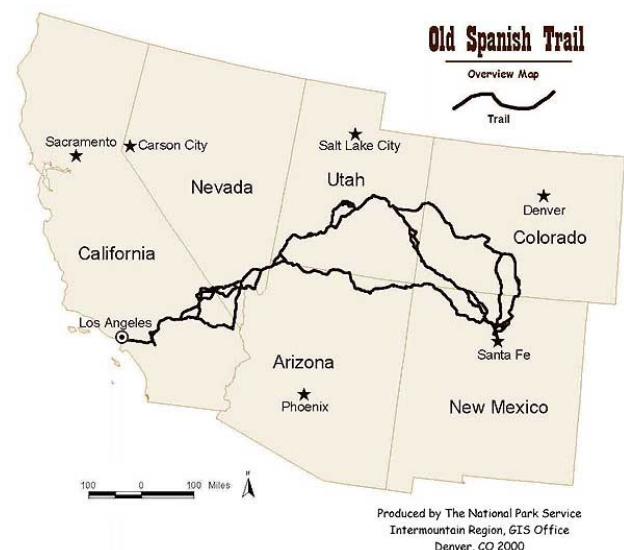 Old Spanish Trail
Overview Map
Trail
Sacramento
Carson City
Salt Lake City
Nevada
Utah
Denver
Colorado
California
Los Angeles
Santa Fe
Arizona
Phoenix
New Mexico
100 0 100 Miles
N
Produced by The National Park Service
Intermountain Region, GIS Office
Denver, CO 2000